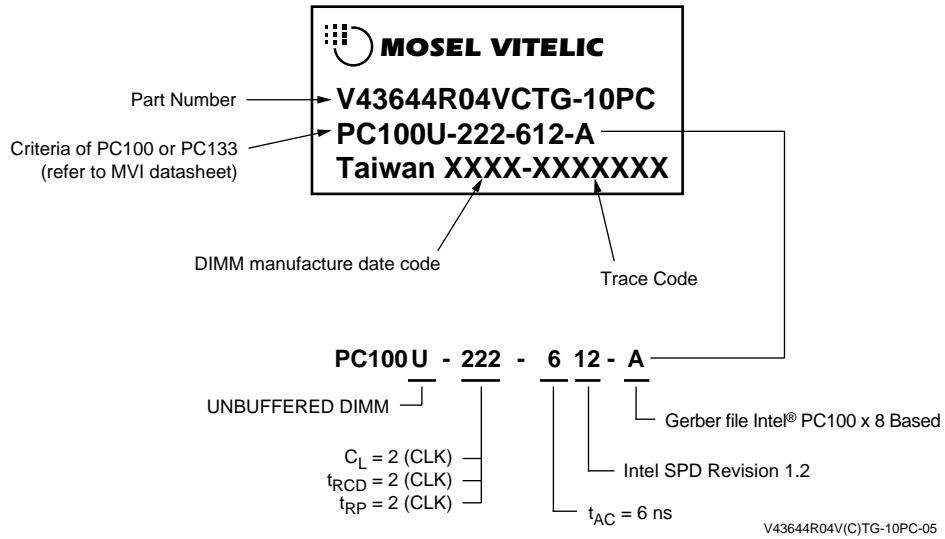 MOSEL VITELIC
Part Number
V43644R04VCTG-10PC
Criteria of PC100 or PC133
(refer to MVI datasheet)
PC100U-222-612-A
Taiwan XXXX-XXXXXXX
DIMM manufacture date code
Trace Code
PC100 U - 222 - 6 12 - A
UNBUFFERED DIMM
Gerber file Intel® PC100 x 8 Based
CL = 2 (CLK)
tRCD = 2 (CLK)
tRP = 2 (CLK)
Intel SPD Revision 1.2
tAC = 6 ns
V43644R04V(C)TG-10PC-05